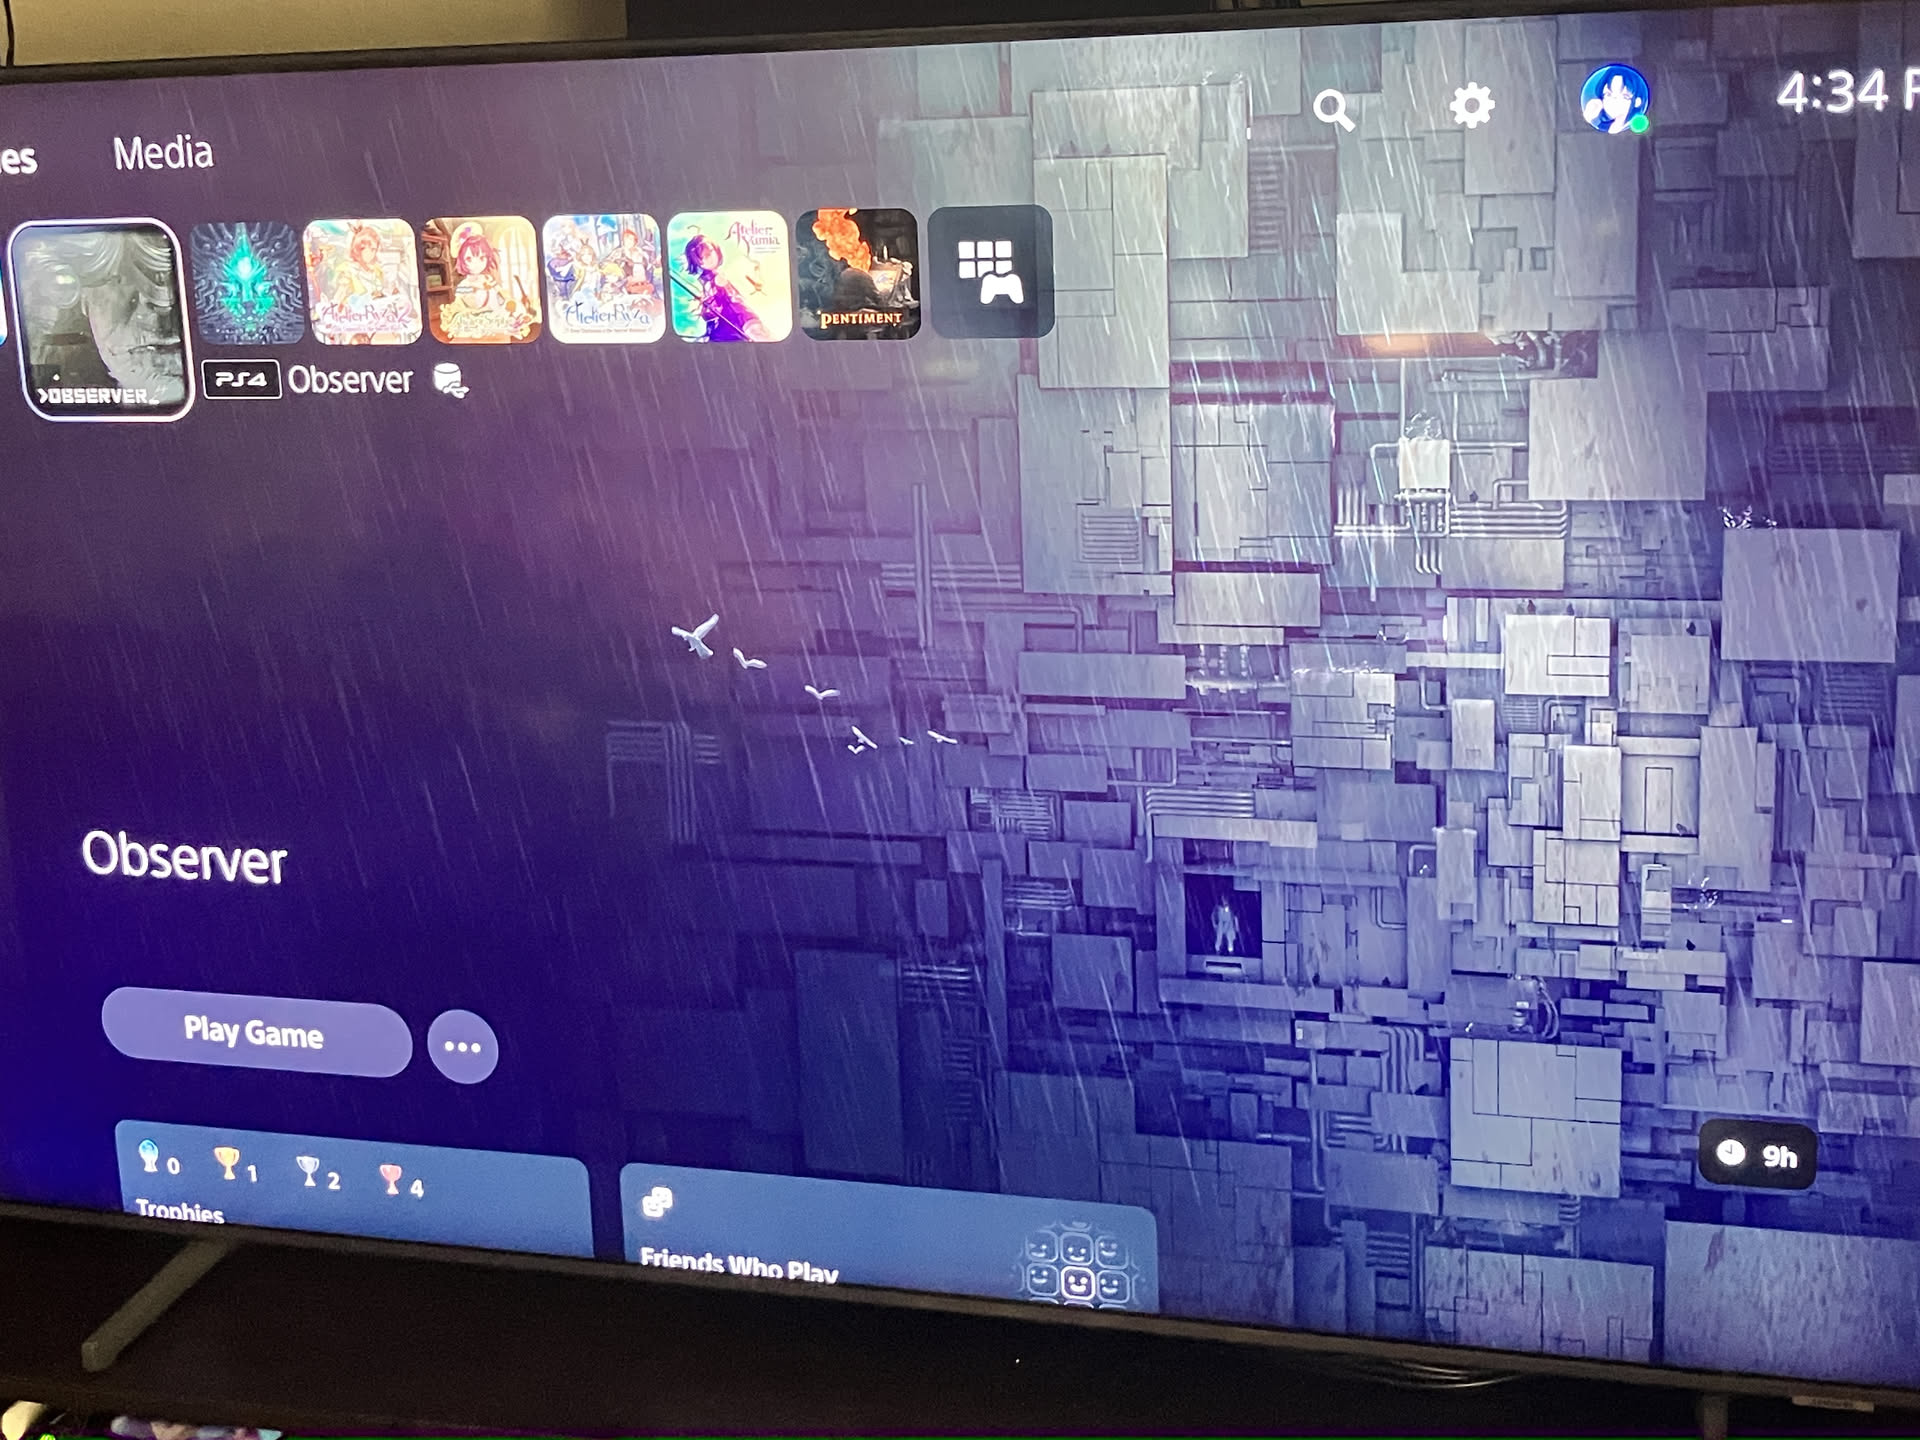 es
Media
4:34 P
>OBSERVER_
PS4 Observer
Atelier Ryza 2
Atelier Ryza
Atelier Yumia
PENTIMENT
Observer
Play Game
0 1 2 4
Trophies
Friends Who Play
9h